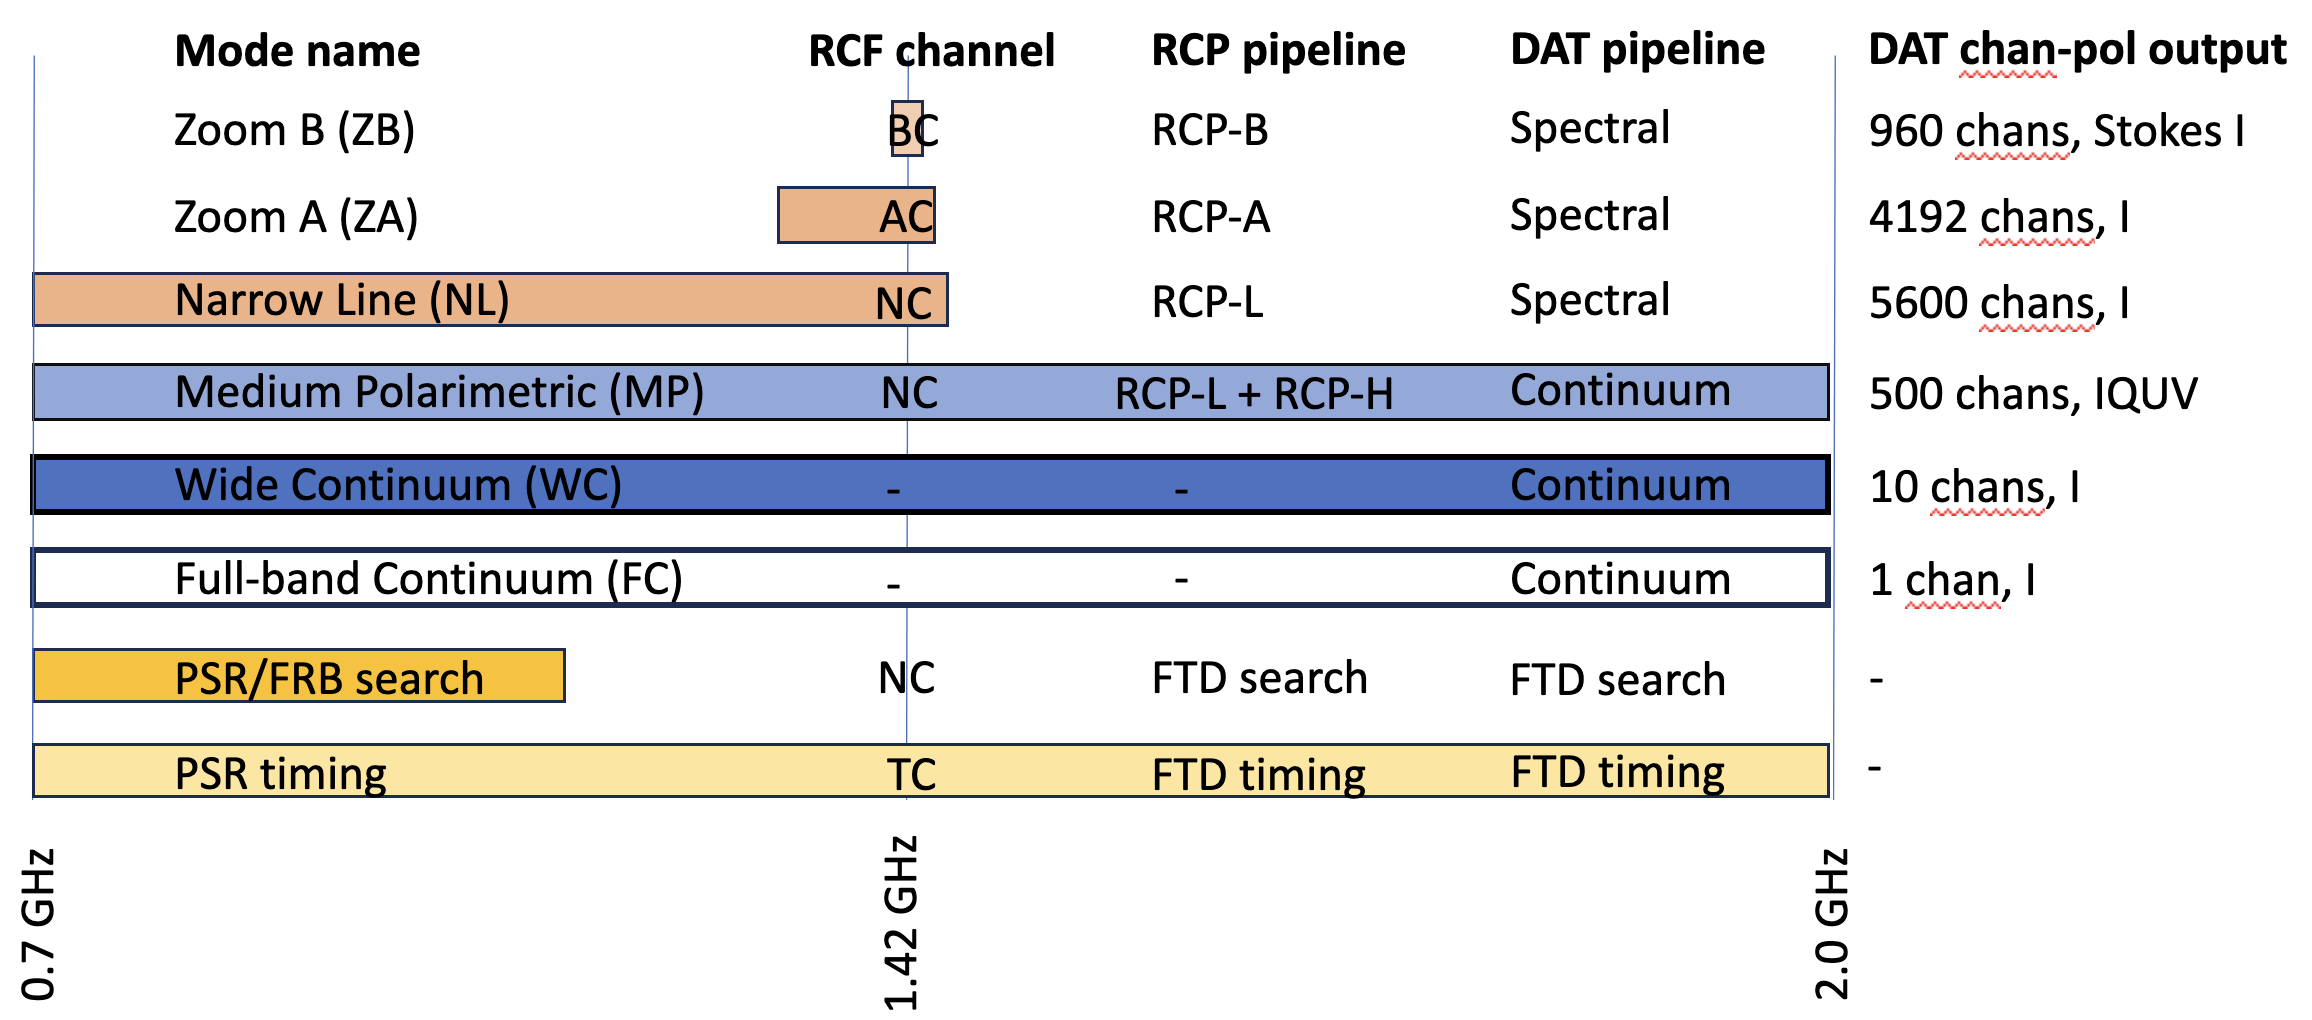 Mode name RCF channel RCP pipeline DAT pipeline DAT chan-pol output
Zoom B (ZB) BC RCP-B Spectral 960 chans, Stokes I
Zoom A (ZA) AC RCP-A Spectral 4192 chans, I
Narrow Line (NL) NC RCP-L Spectral 5600 chans, I
Medium Polarimetric (MP) NC RCP-L + RCP-H Continuum 500 chans, IQUV
Wide Continuum (WC) - - Continuum 10 chans, I
Full-band Continuum (FC) - - Continuum 1 chan, I
PSR/FRB search NC FTD search FTD search -
PSR timing TC FTD timing FTD timing -
0.7 GHz 1.42 GHz 2.0 GHz